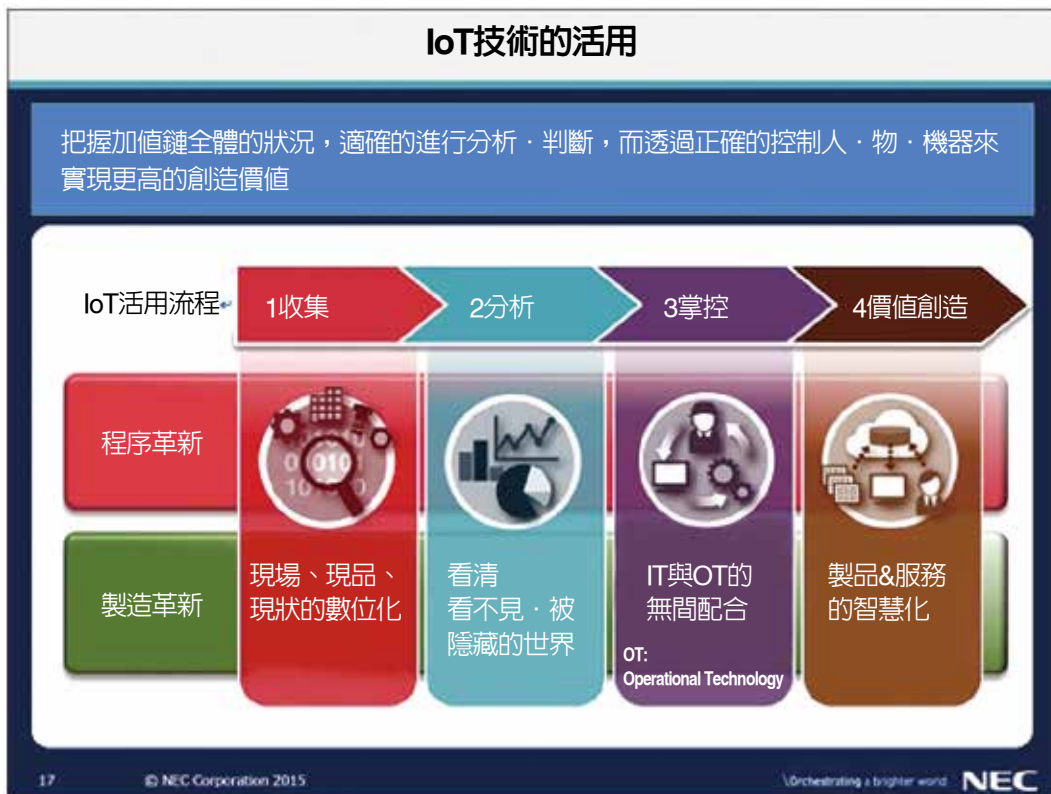 IoT技術的活用
把握加值鏈全體的狀況，適確的進行分析．判斷，而透過正確的控制人．物．機器來
實現更高的創造價值
IoT活用流程
1收集
2分析
3掌控
4價值創造
程序革新
製造革新
010101
現場、現品、
現狀的數位化
看清
看不見．被
隱藏的世界
IT與OT的
無間配合
OT:
Operational Technology
製品&服務
的智慧化
17
© NEC Corporation 2015
\Orchestrating a brighter world
NEC